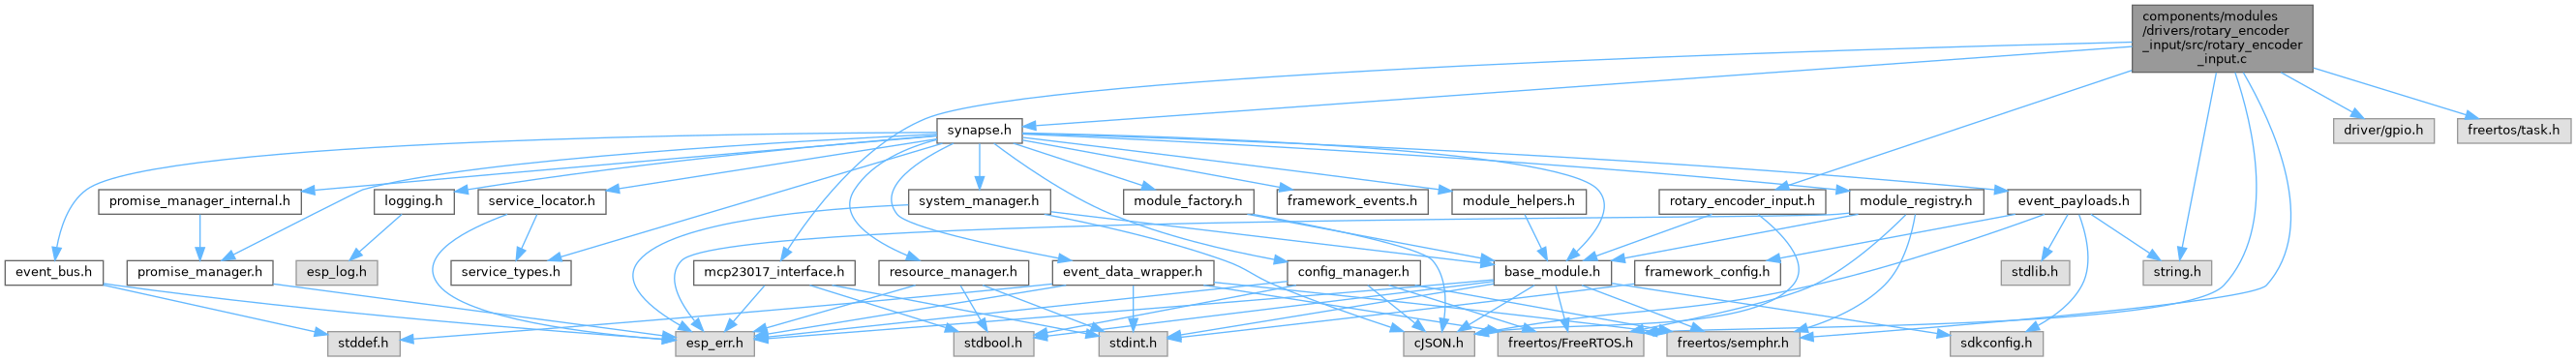 components/modules
/drivers/rotary_encoder
_input/src/rotary_encoder
_input.c
synapse.h
driver/gpio.h
freertos/task.h
promise_manager_internal.h
logging.h
service_locator.h
system_manager.h
module_factory.h
framework_events.h
module_helpers.h
rotary_encoder_input.h
module_registry.h
event_payloads.h
event_bus.h
promise_manager.h
esp_log.h
service_types.h
mcp23017_interface.h
resource_manager.h
event_data_wrapper.h
config_manager.h
base_module.h
framework_config.h
stdlib.h
string.h
stddef.h
esp_err.h
stdbool.h
stdint.h
cJSON.h
freertos/FreeRTOS.h
freertos/semphr.h
sdkconfig.h